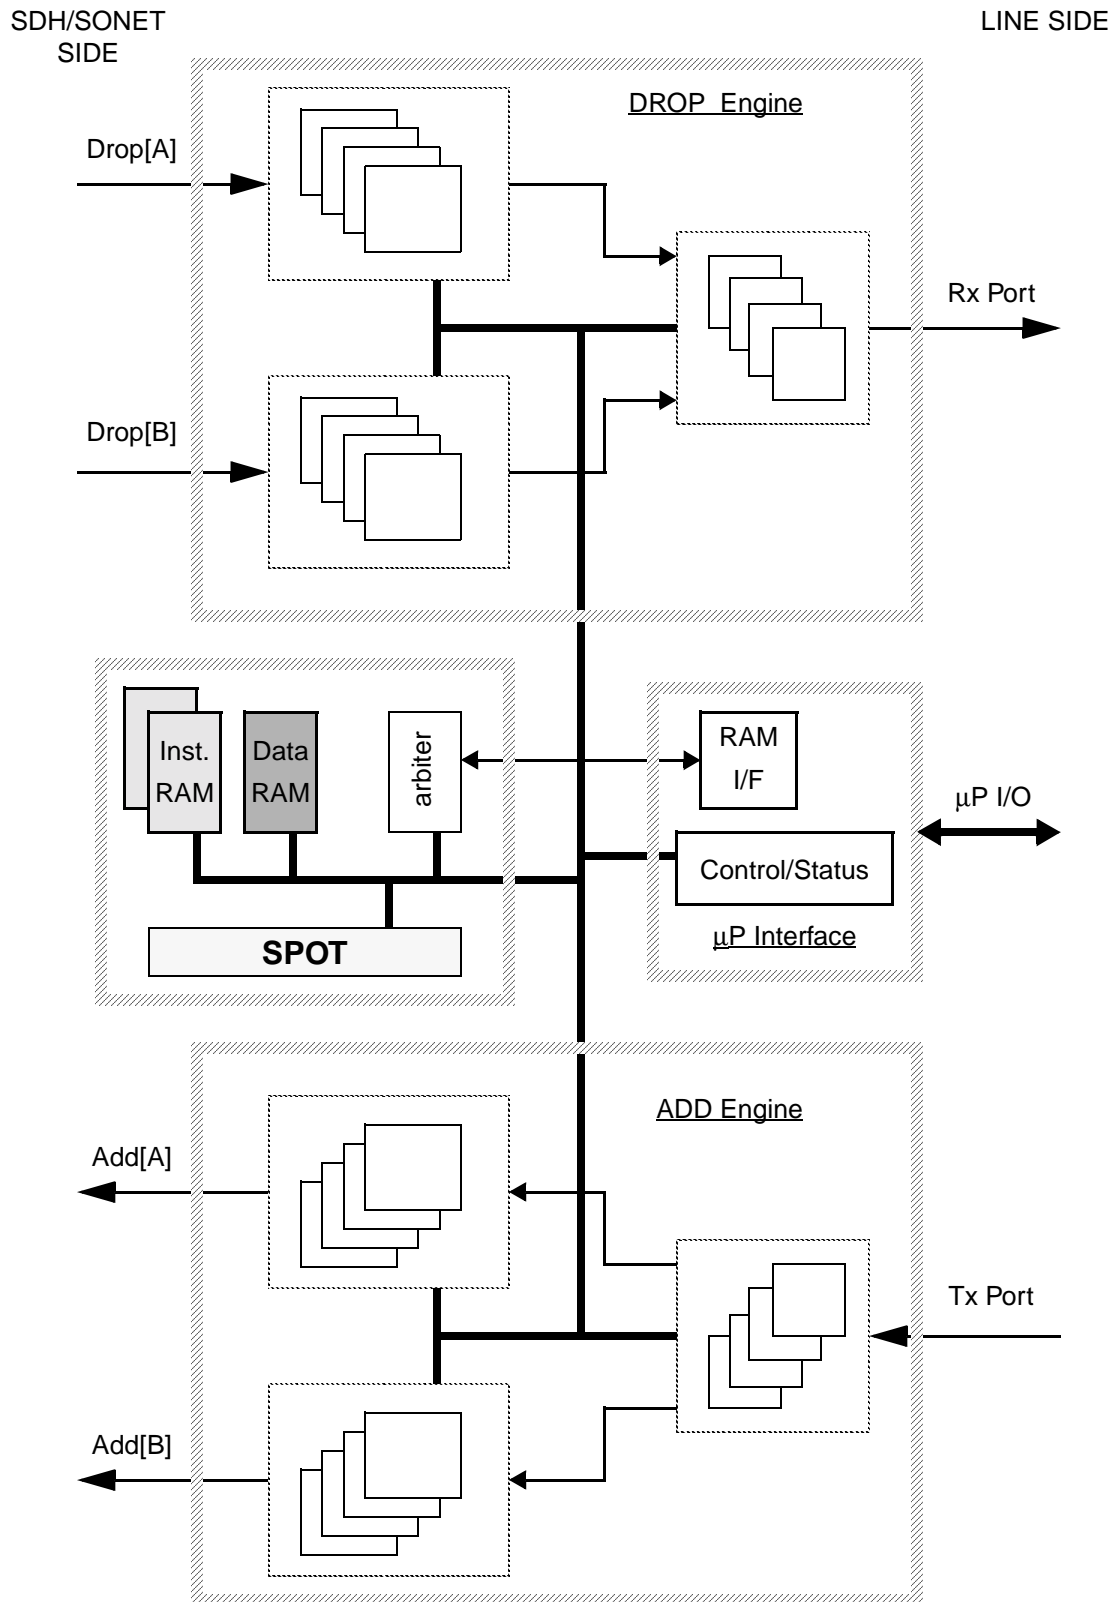 SDH/SONET
SIDE
LINE SIDE
DROP Engine
Drop[A]
Rx Port
Drop[B]
Inst.
RAM
Data
RAM
arbiter
RAM
I/F
μP I/O
Control/Status
μP Interface
SPOT
ADD Engine
Add[A]
Tx Port
Add[B]